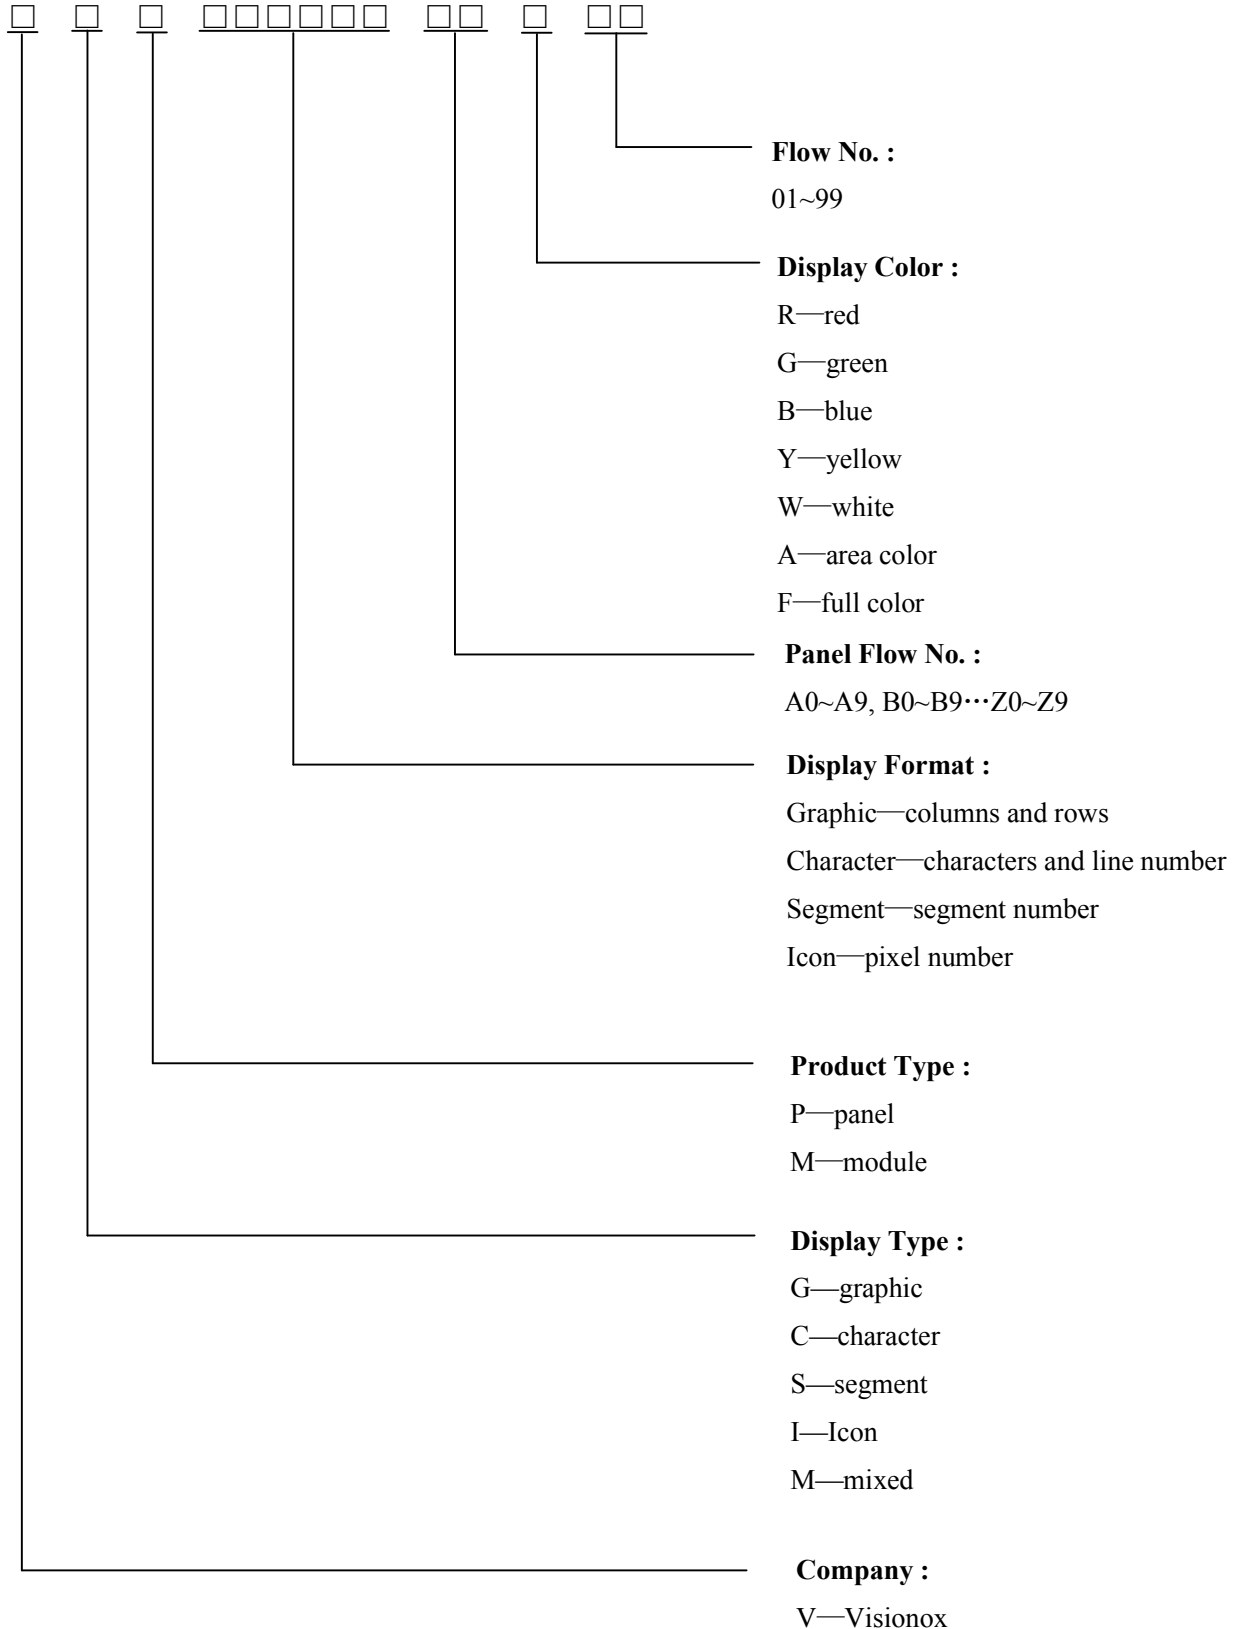 □ □ □ □□□□□□ □□ □ □□
Flow No. :
01~99
Display Color :
R—red
G—green
B—blue
Y—yellow
W—white
A—area color
F—full color
Panel Flow No. :
A0~A9, B0~B9···Z0~Z9
Display Format :
Graphic—columns and rows
Character—characters and line number
Segment—segment number
Icon—pixel number
Product Type :
P—panel
M—module
Display Type :
G—graphic
C—character
S—segment
I—Icon
M—mixed
Company :
V—Visionox